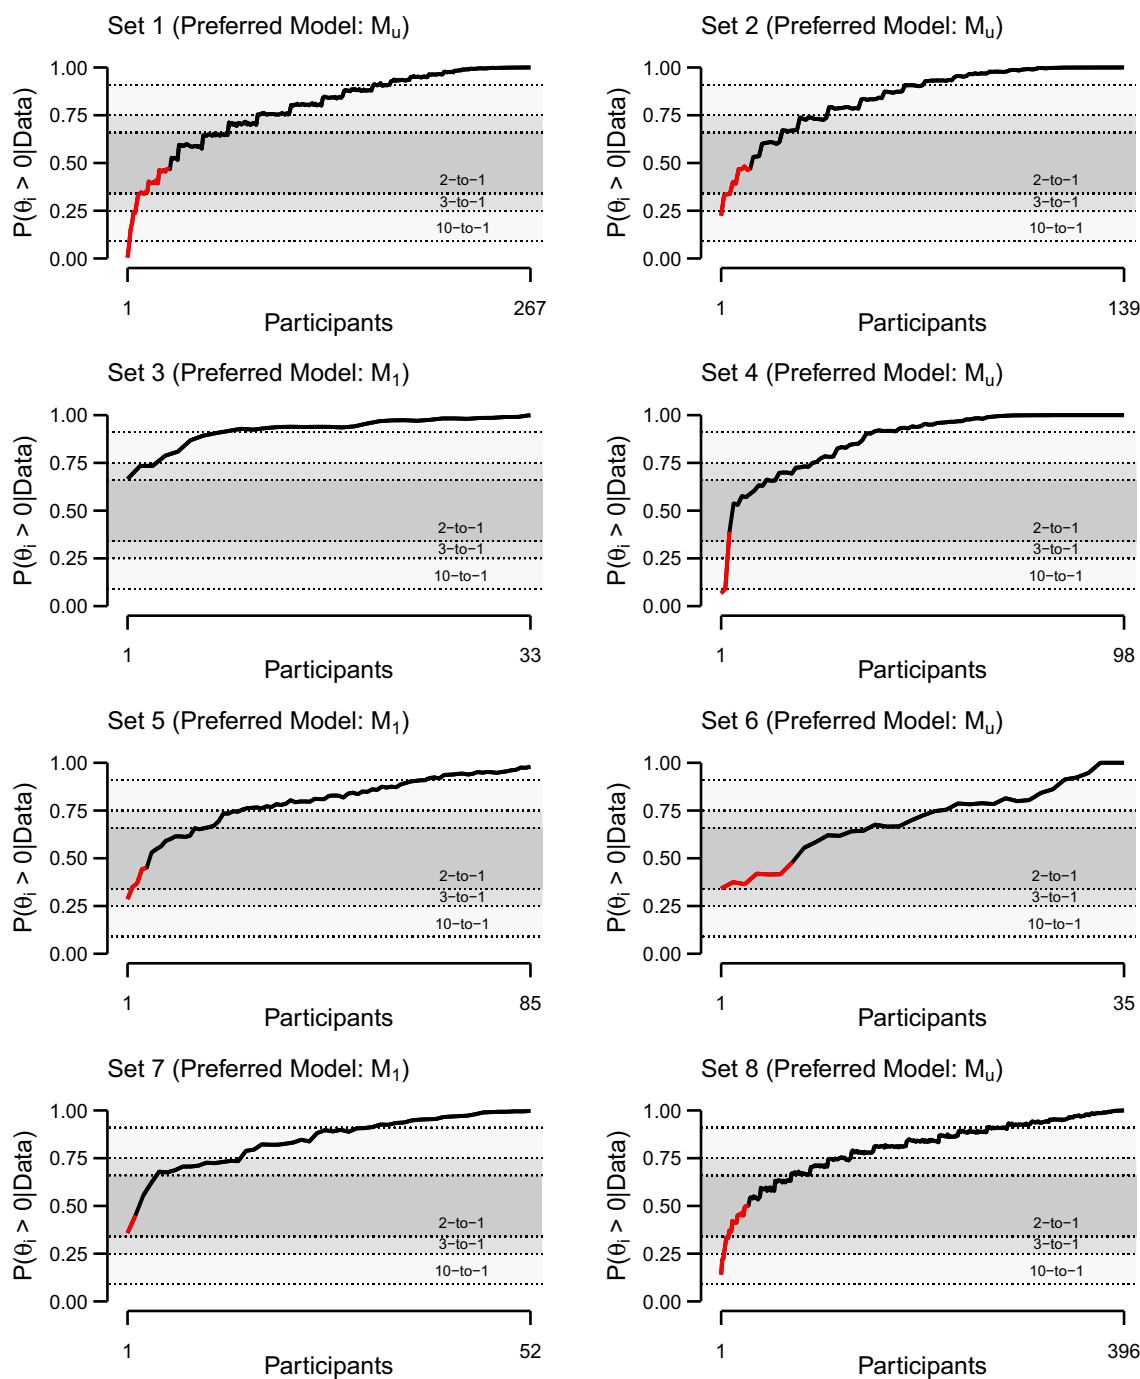 Set 1 (Preferred Model: Mᵤ)
P(θᵢ > 0|Data)
1.00
0.75
0.50
0.25
0.00
2−to−1
3−to−1
10−to−1
1
267
Participants
Set 2 (Preferred Model: Mᵤ)
P(θᵢ > 0|Data)
1.00
0.75
0.50
0.25
0.00
2−to−1
3−to−1
10−to−1
1
139
Participants
Set 3 (Preferred Model: M₁)
P(θᵢ > 0|Data)
1.00
0.75
0.50
0.25
0.00
2−to−1
3−to−1
10−to−1
1
33
Participants
Set 4 (Preferred Model: Mᵤ)
P(θᵢ > 0|Data)
1.00
0.75
0.50
0.25
0.00
2−to−1
3−to−1
10−to−1
1
98
Participants
Set 5 (Preferred Model: M₁)
P(θᵢ > 0|Data)
1.00
0.75
0.50
0.25
0.00
2−to−1
3−to−1
10−to−1
1
85
Participants
Set 6 (Preferred Model: Mᵤ)
P(θᵢ > 0|Data)
1.00
0.75
0.50
0.25
0.00
2−to−1
3−to−1
10−to−1
1
35
Participants
Set 7 (Preferred Model: M₁)
P(θᵢ > 0|Data)
1.00
0.75
0.50
0.25
0.00
2−to−1
3−to−1
10−to−1
1
52
Participants
Set 8 (Preferred Model: Mᵤ)
P(θᵢ > 0|Data)
1.00
0.75
0.50
0.25
0.00
2−to−1
3−to−1
10−to−1
1
396
Participants